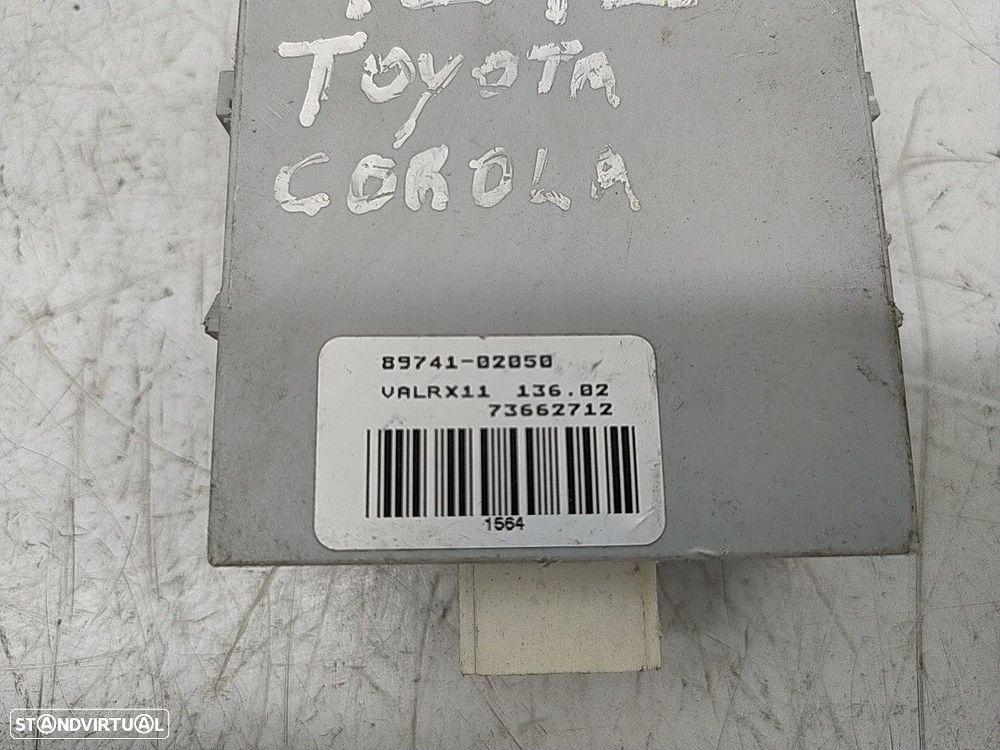 TOYOTA
COROLA
89741-02050
VALRX11 136.02
73662712
1564
STANDVIRTUAL